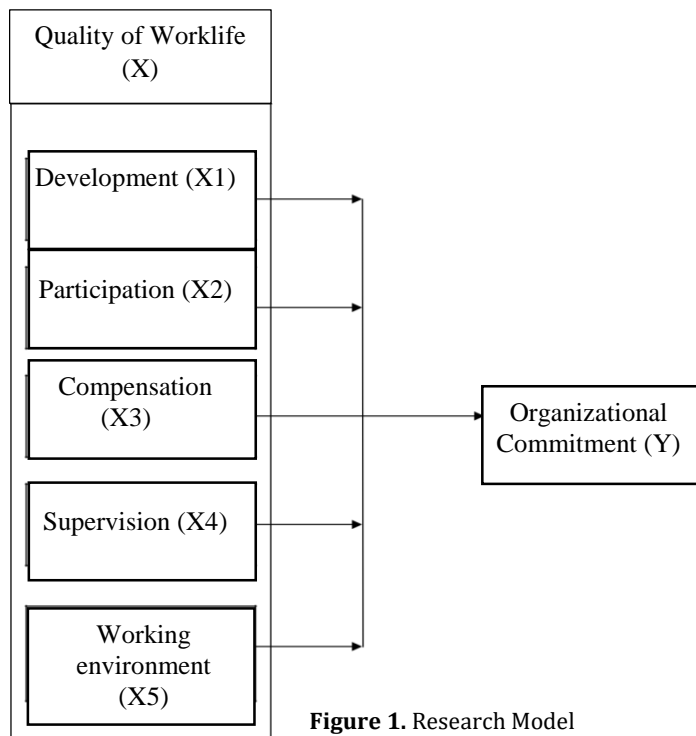 Quality of Worklife
(X)
Development (X1)
Participation (X2)
Compensation
(X3)
Supervision (X4)
Working
environment
(X5)
Organizational
Commitment (Y)
Figure 1. Research Model